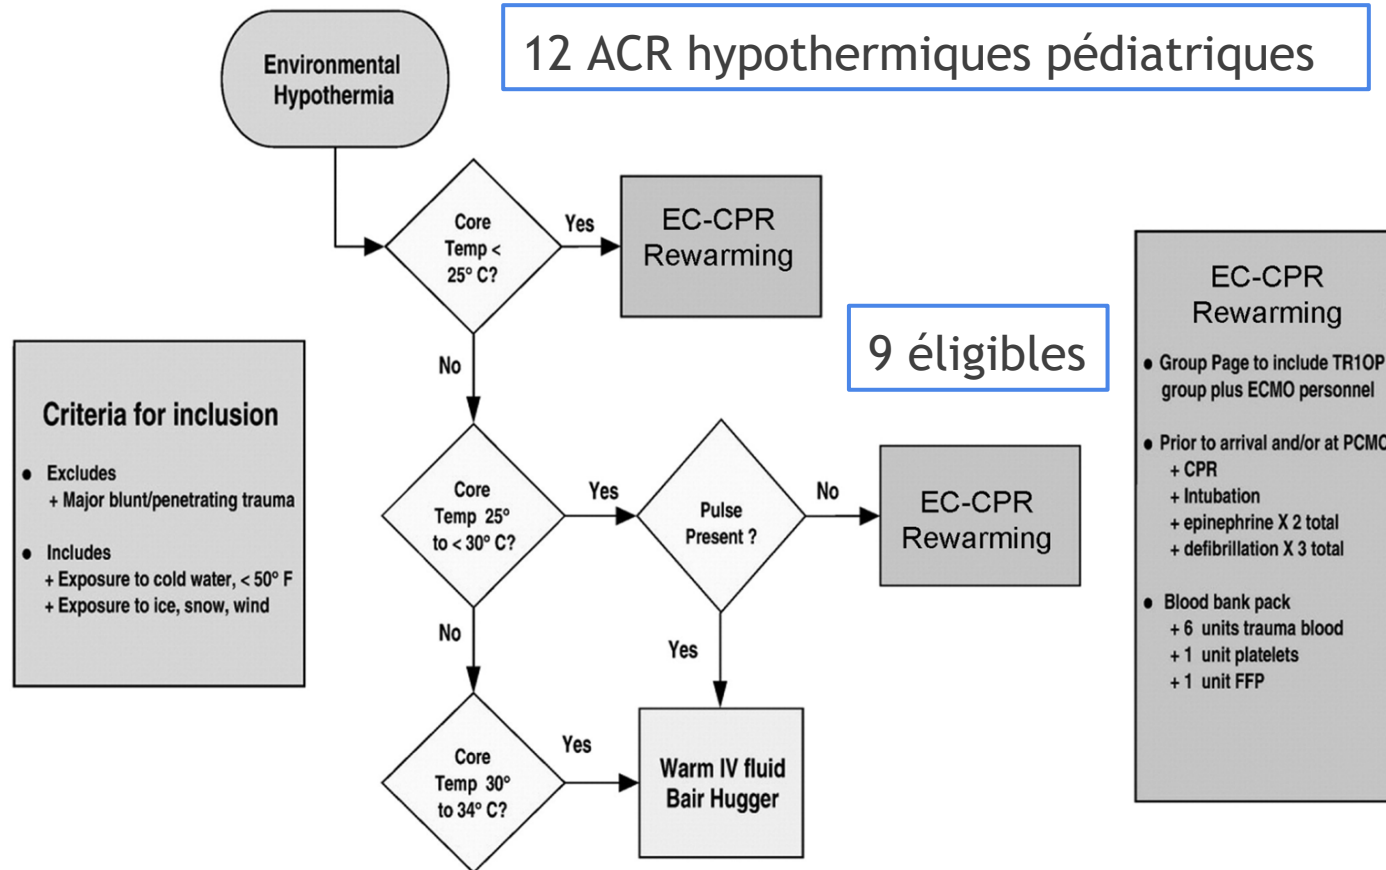 12 ACR hypothermiques pédiatriques
Environmental
Hypothermia
Core
Temp <
25° C?
Yes
EC-CPR
Rewarming
No
9 éligibles
Criteria for inclusion
● Excludes
+ Major blunt/penetrating trauma
● Includes
+ Exposure to cold water, < 50° F
+ Exposure to ice, snow, wind
Core
Temp 25°
to < 30° C?
Yes
Pulse
Present ?
No
EC-CPR
Rewarming
No
Yes
Core
Temp 30°
to 34° C?
Yes
Warm IV fluid
Bair Hugger
EC-CPR
Rewarming
● Group Page to include TR1OP
group plus ECMO personnel
● Prior to arrival and/or at PCMC
+ CPR
+ Intubation
+ epinephrine X 2 total
+ defibrillation X 3 total
● Blood bank pack
+ 6 units trauma blood
+ 1 unit platelets
+ 1 unit FFP